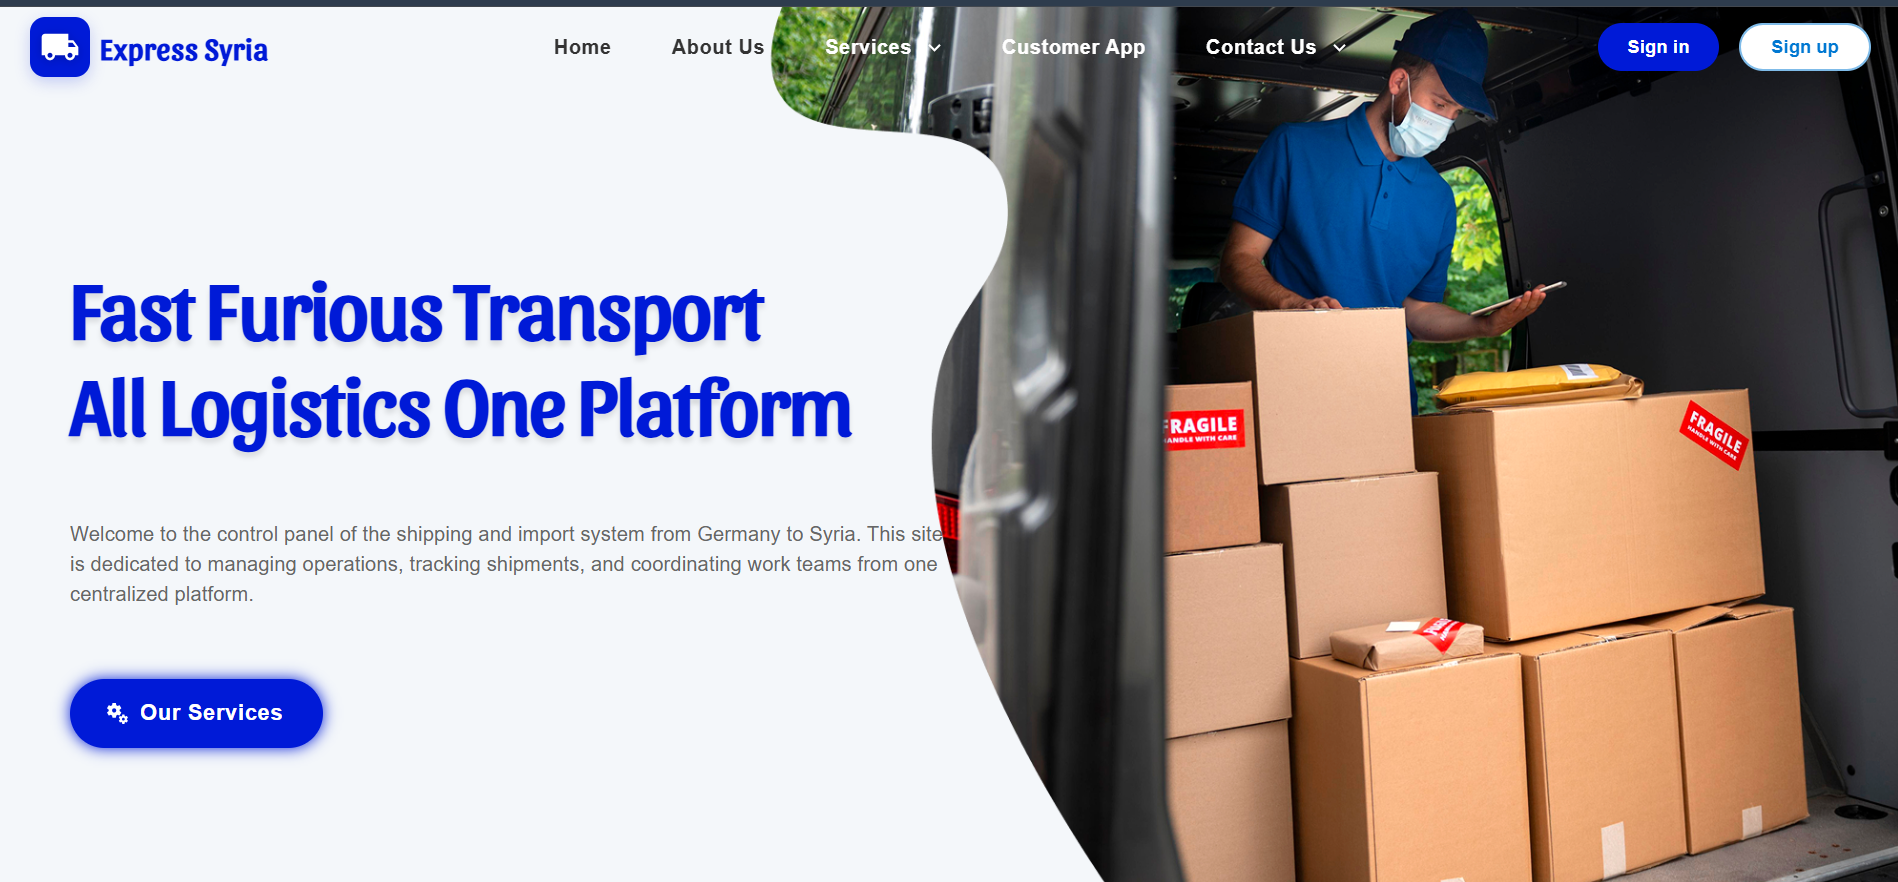 Express Syria
Home
About Us
Services
Customer App
Contact Us
Sign in
Sign up
Fast Furious Transport
All Logistics One Platform
Welcome to the control panel of the shipping and import system from Germany to Syria. This site
is dedicated to managing operations, tracking shipments, and coordinating work teams from one
centralized platform.
Our Services
FRAGILE
HANDLE WITH CARE
FRAGILE
HANDLE WITH CARE